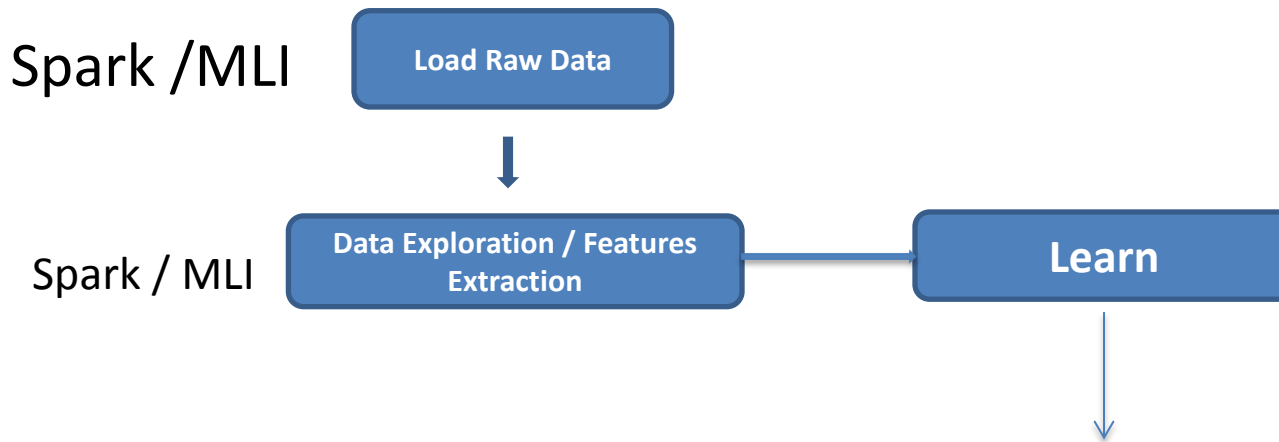 Spark /MLI
Load Raw Data
Spark / MLI
Data Exploration / Features
Extraction
Learn